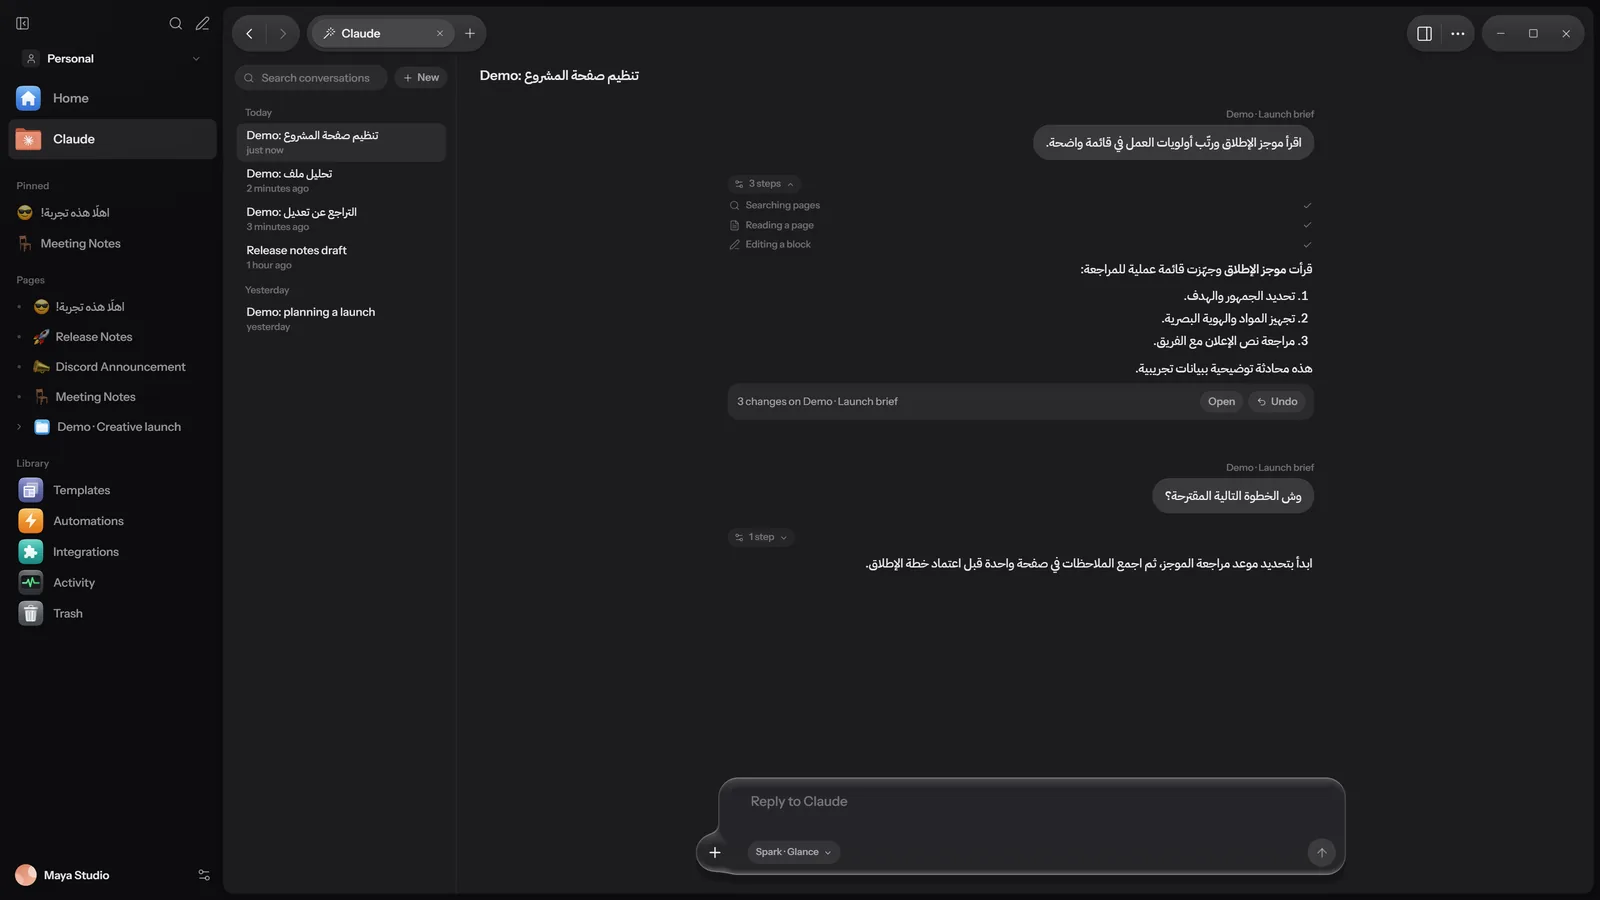 Personal
Home
Claude
Pinned
اهلًا هذه تجربة!
Meeting Notes
Pages
اهلًا هذه تجربة!
Release Notes
Discord Announcement
Meeting Notes
Demo · Creative launch
Library
Templates
Automations
Integrations
Activity
Trash
Maya Studio
Claude
Search conversations
New
Today
Demo: تنظيم صفحة المشروع
just now
Demo: تحليل ملف
2 minutes ago
Demo: التراجع عن تعديل
3 minutes ago
Release notes draft
1 hour ago
Yesterday
Demo: planning a launch
yesterday
Demo: تنظيم صفحة المشروع
Demo · Launch brief
اقرأ موجز الإطلاق ورتّب أولويات العمل في قائمة واضحة.
3 steps
Searching pages
Reading a page
Editing a block
قرأت موجز الإطلاق وجهّزت قائمة عملية للمراجعة:
1. تحديد الجمهور والهدف.
2. تجهيز المواد والهوية البصرية.
3. مراجعة نص الإعلان مع الفريق.
هذه محادثة توضيحية ببيانات تجريبية.
3 changes on Demo · Launch brief
Open
Undo
Demo · Launch brief
وش الخطوة التالية المقترحة؟
1 step
ابدأ بتحديد موعد مراجعة الموجز، ثم اجمع الملاحظات في صفحة واحدة قبل اعتماد خطة الإطلاق.
Reply to Claude
Spark · Glance